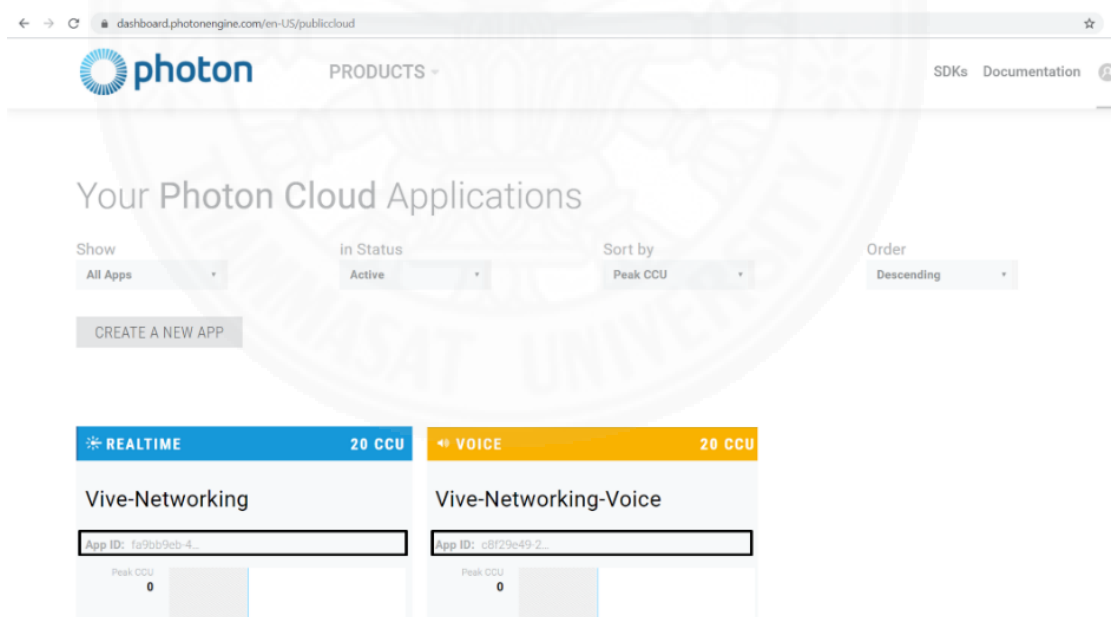 dashboard.photonengine.com/en-US/publiccloud
photon PRODUCTS SDKs Documentation
Your Photon Cloud Applications
Show in Status Sort by Order
All Apps Active Peak CCU Descending
CREATE A NEW APP
REALTIME 20 CCU VOICE 20 CCU
Vive-Networking Vive-Networking-Voice
App ID: fa9bb9eb-4... App ID: c8f29e49-2...
Peak CCU Peak CCU
0 0
THAMMASAT UNIVERSITY